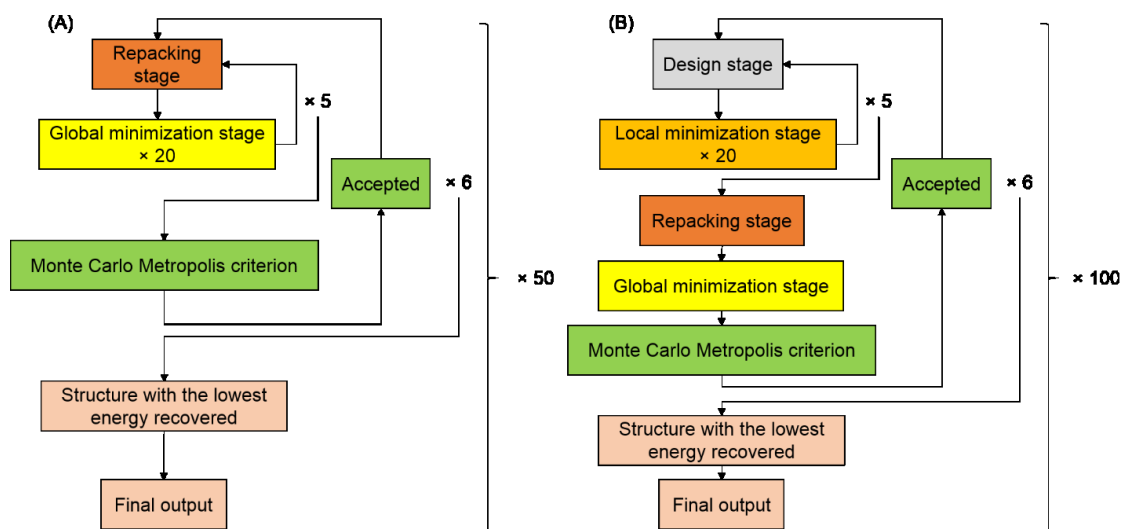 (A)
Repacking
stage
× 5
Global minimization stage
× 20
Accepted
× 6
Monte Carlo Metropolis criterion
× 50
Structure with the lowest
energy recovered
Final output
(B)
Design stage
× 5
Local minimization stage
× 20
Accepted
× 6
Repacking stage
Global minimization stage
× 100
Monte Carlo Metropolis criterion
Structure with the lowest
energy recovered
Final output